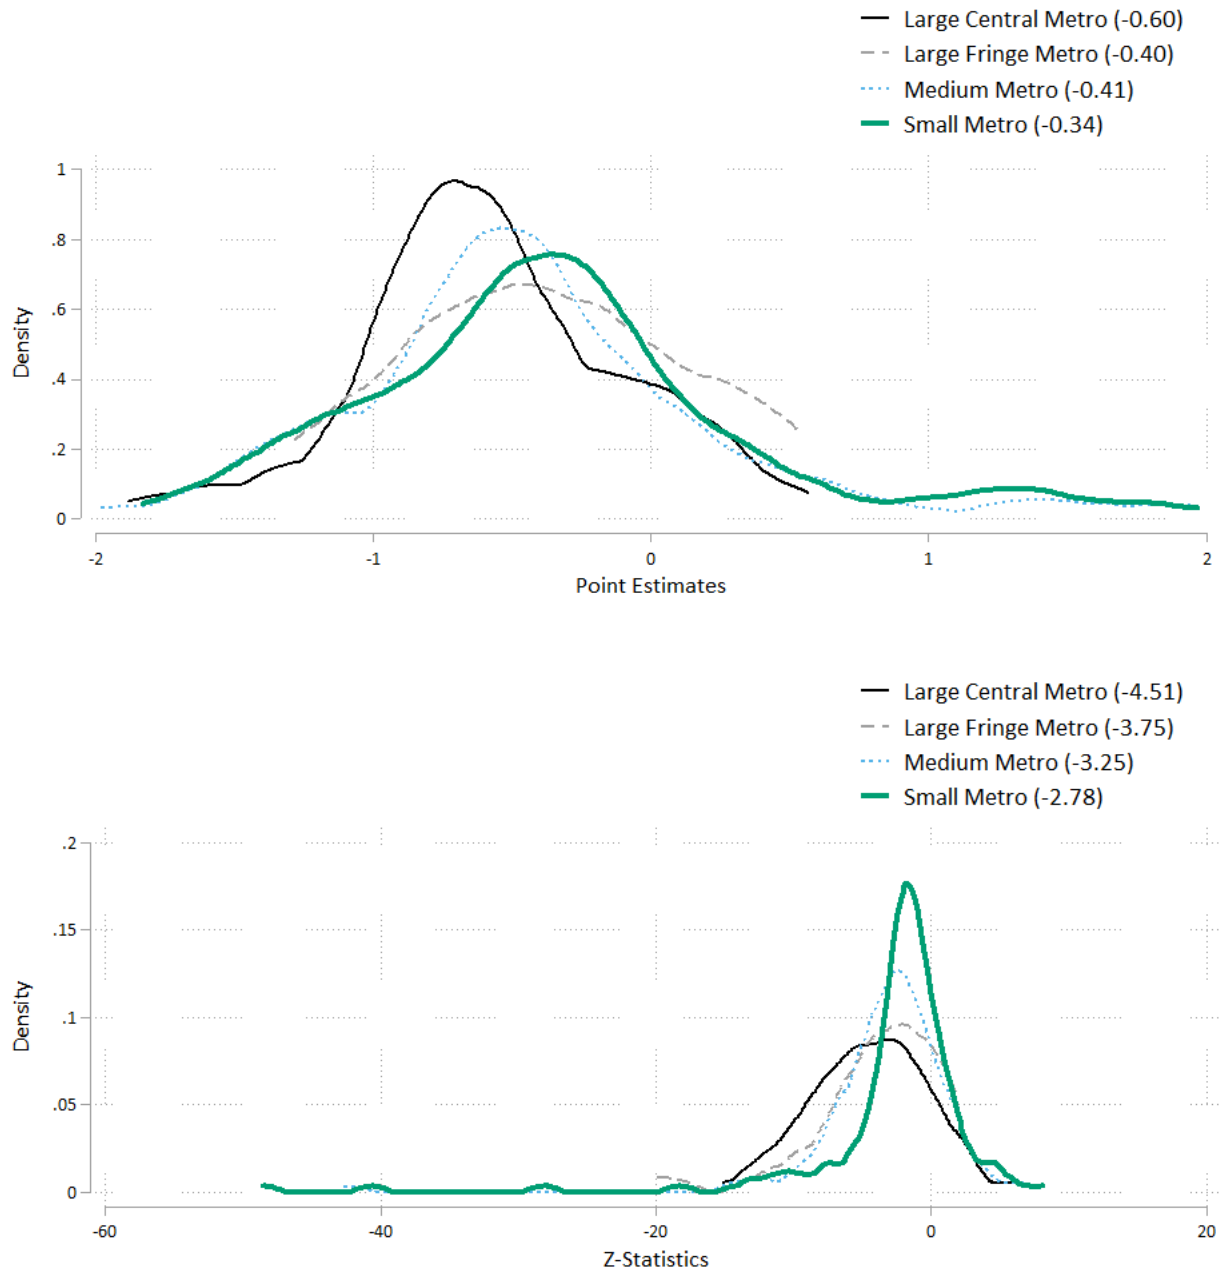 Large Central Metro (-0.60)
Large Fringe Metro (-0.40)
Medium Metro (-0.41)
Small Metro (-0.34)
1
.8
.6
.4
.2
0
Density
-2
-1
0
1
2
Point Estimates
Large Central Metro (-4.51)
Large Fringe Metro (-3.75)
Medium Metro (-3.25)
Small Metro (-2.78)
.2
.15
.1
.05
0
Density
-60
-40
-20
0
20
Z-Statistics